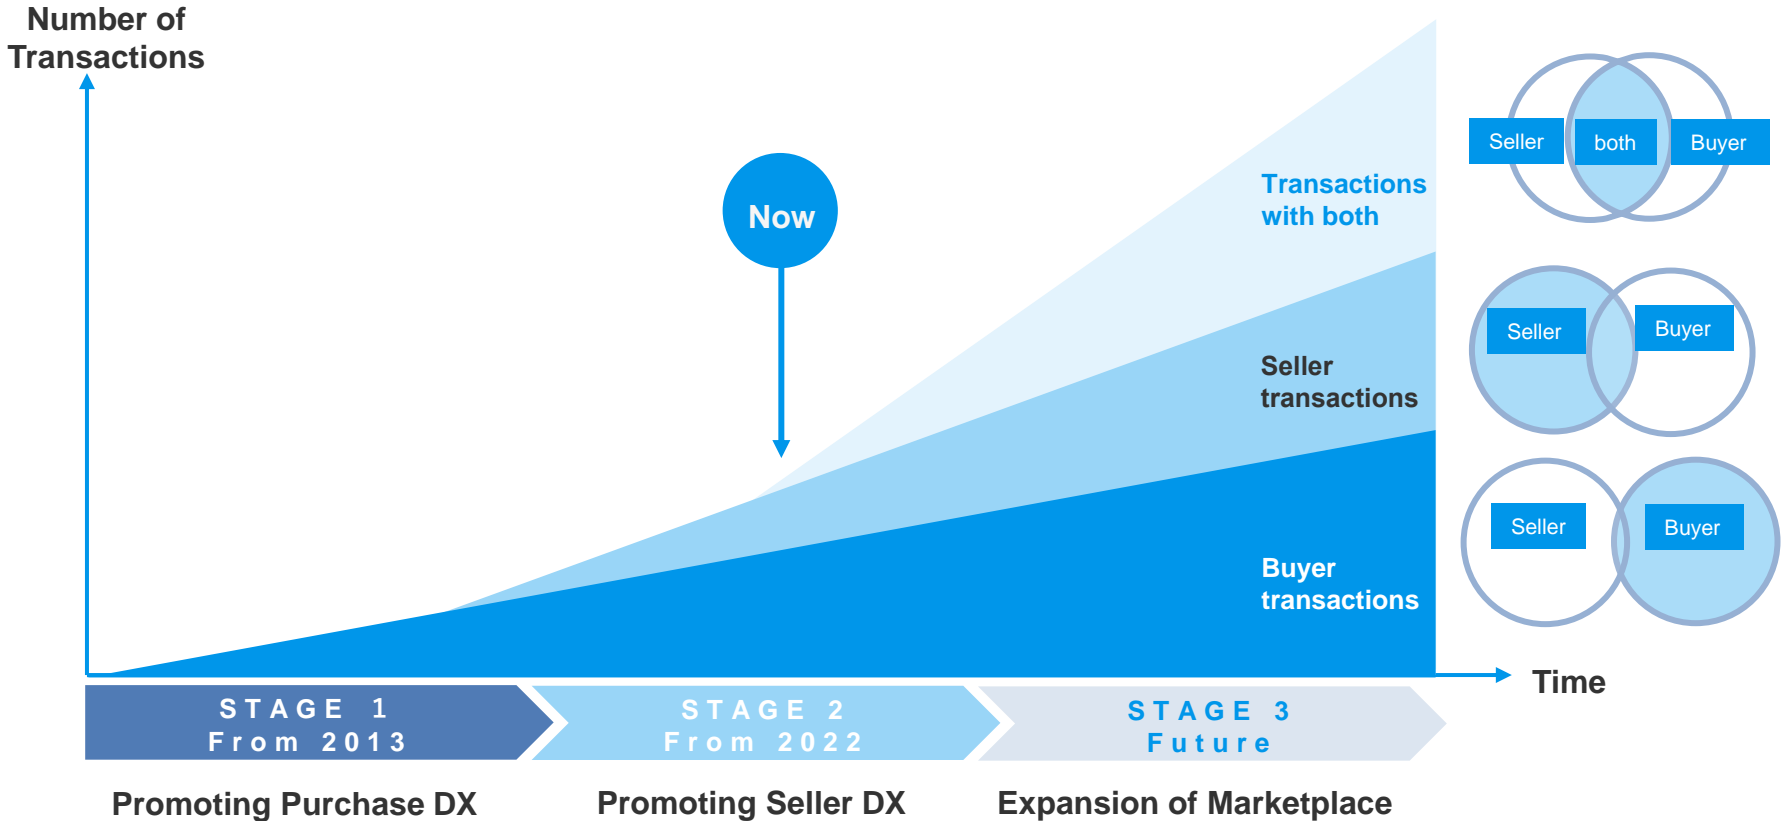 Number of
Transactions
Now
Transactions
with both
Seller
transactions
Buyer
transactions
Seller
both
Buyer
Seller
Buyer
Seller
Buyer
Time
STAGE 1
From 2013
STAGE 2
From 2022
STAGE 3
Future
Promoting Purchase DX
Promoting Seller DX
Expansion of Marketplace